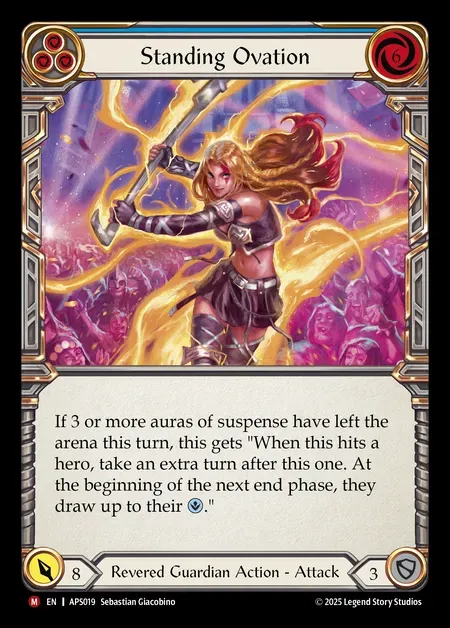 Standing Ovation
6
If 3 or more auras of suspense have left the
arena this turn, this gets "When this hits a
hero, take an extra turn after this one. At
the beginning of the next end phase, they
draw up to their ."
8
Revered Guardian Action - Attack
3
M EN | APS019 Sebastian Giacobino
© 2025 Legend Story Studios